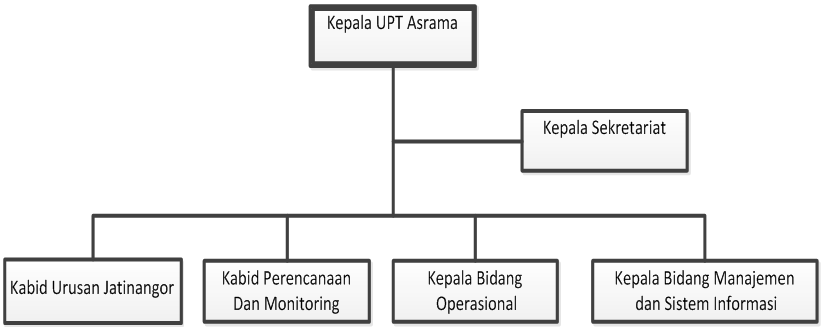 Kepala UPT Asrama
Kepala Sekretariat
Kabid Urusan Jatinangor
Kabid Perencanaan
Dan Monitoring
Kepala Bidang
Operasional
Kepala Bidang Manajemen
dan Sistem Informasi